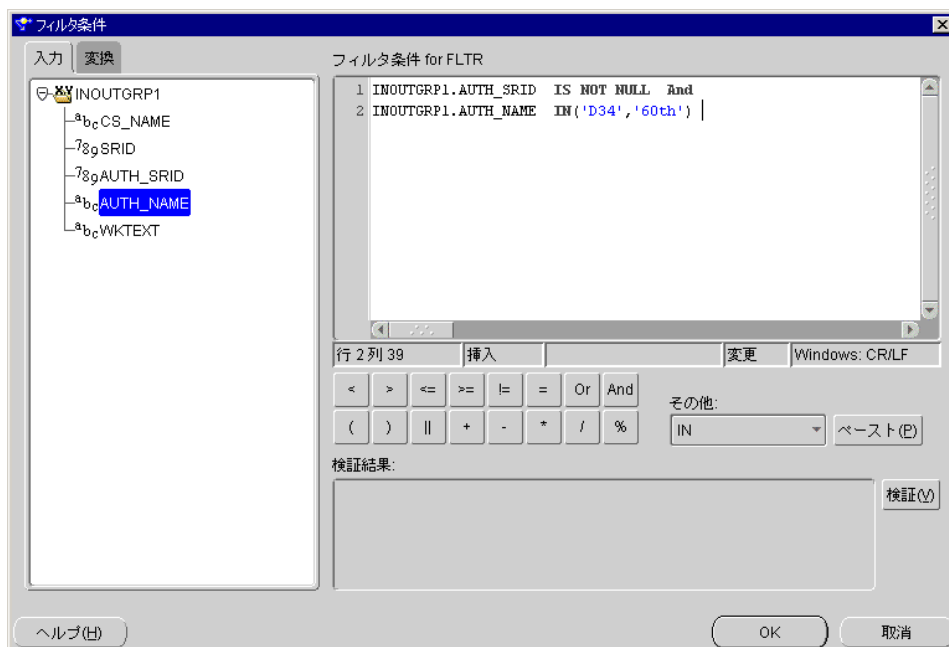 フィルタ条件
入力 変換
フィルタ条件 for FLTR
INOUTGRP1
CS_NAME
SRID
AUTH_SRID
AUTH_NAME
WKTEXT
1 INOUTGRP1.AUTH_SRID IS NOT NULL And
2 INOUTGRP1.AUTH_NAME IN('D34','60th')
行 2 列 39 挿入 変更 Windows: CR/LF
< > <= >= != = Or And
( ) || + - * / %
その他:
IN ペースト(P)
検証結果:
検証(V)
ヘルプ(H) OK 取消